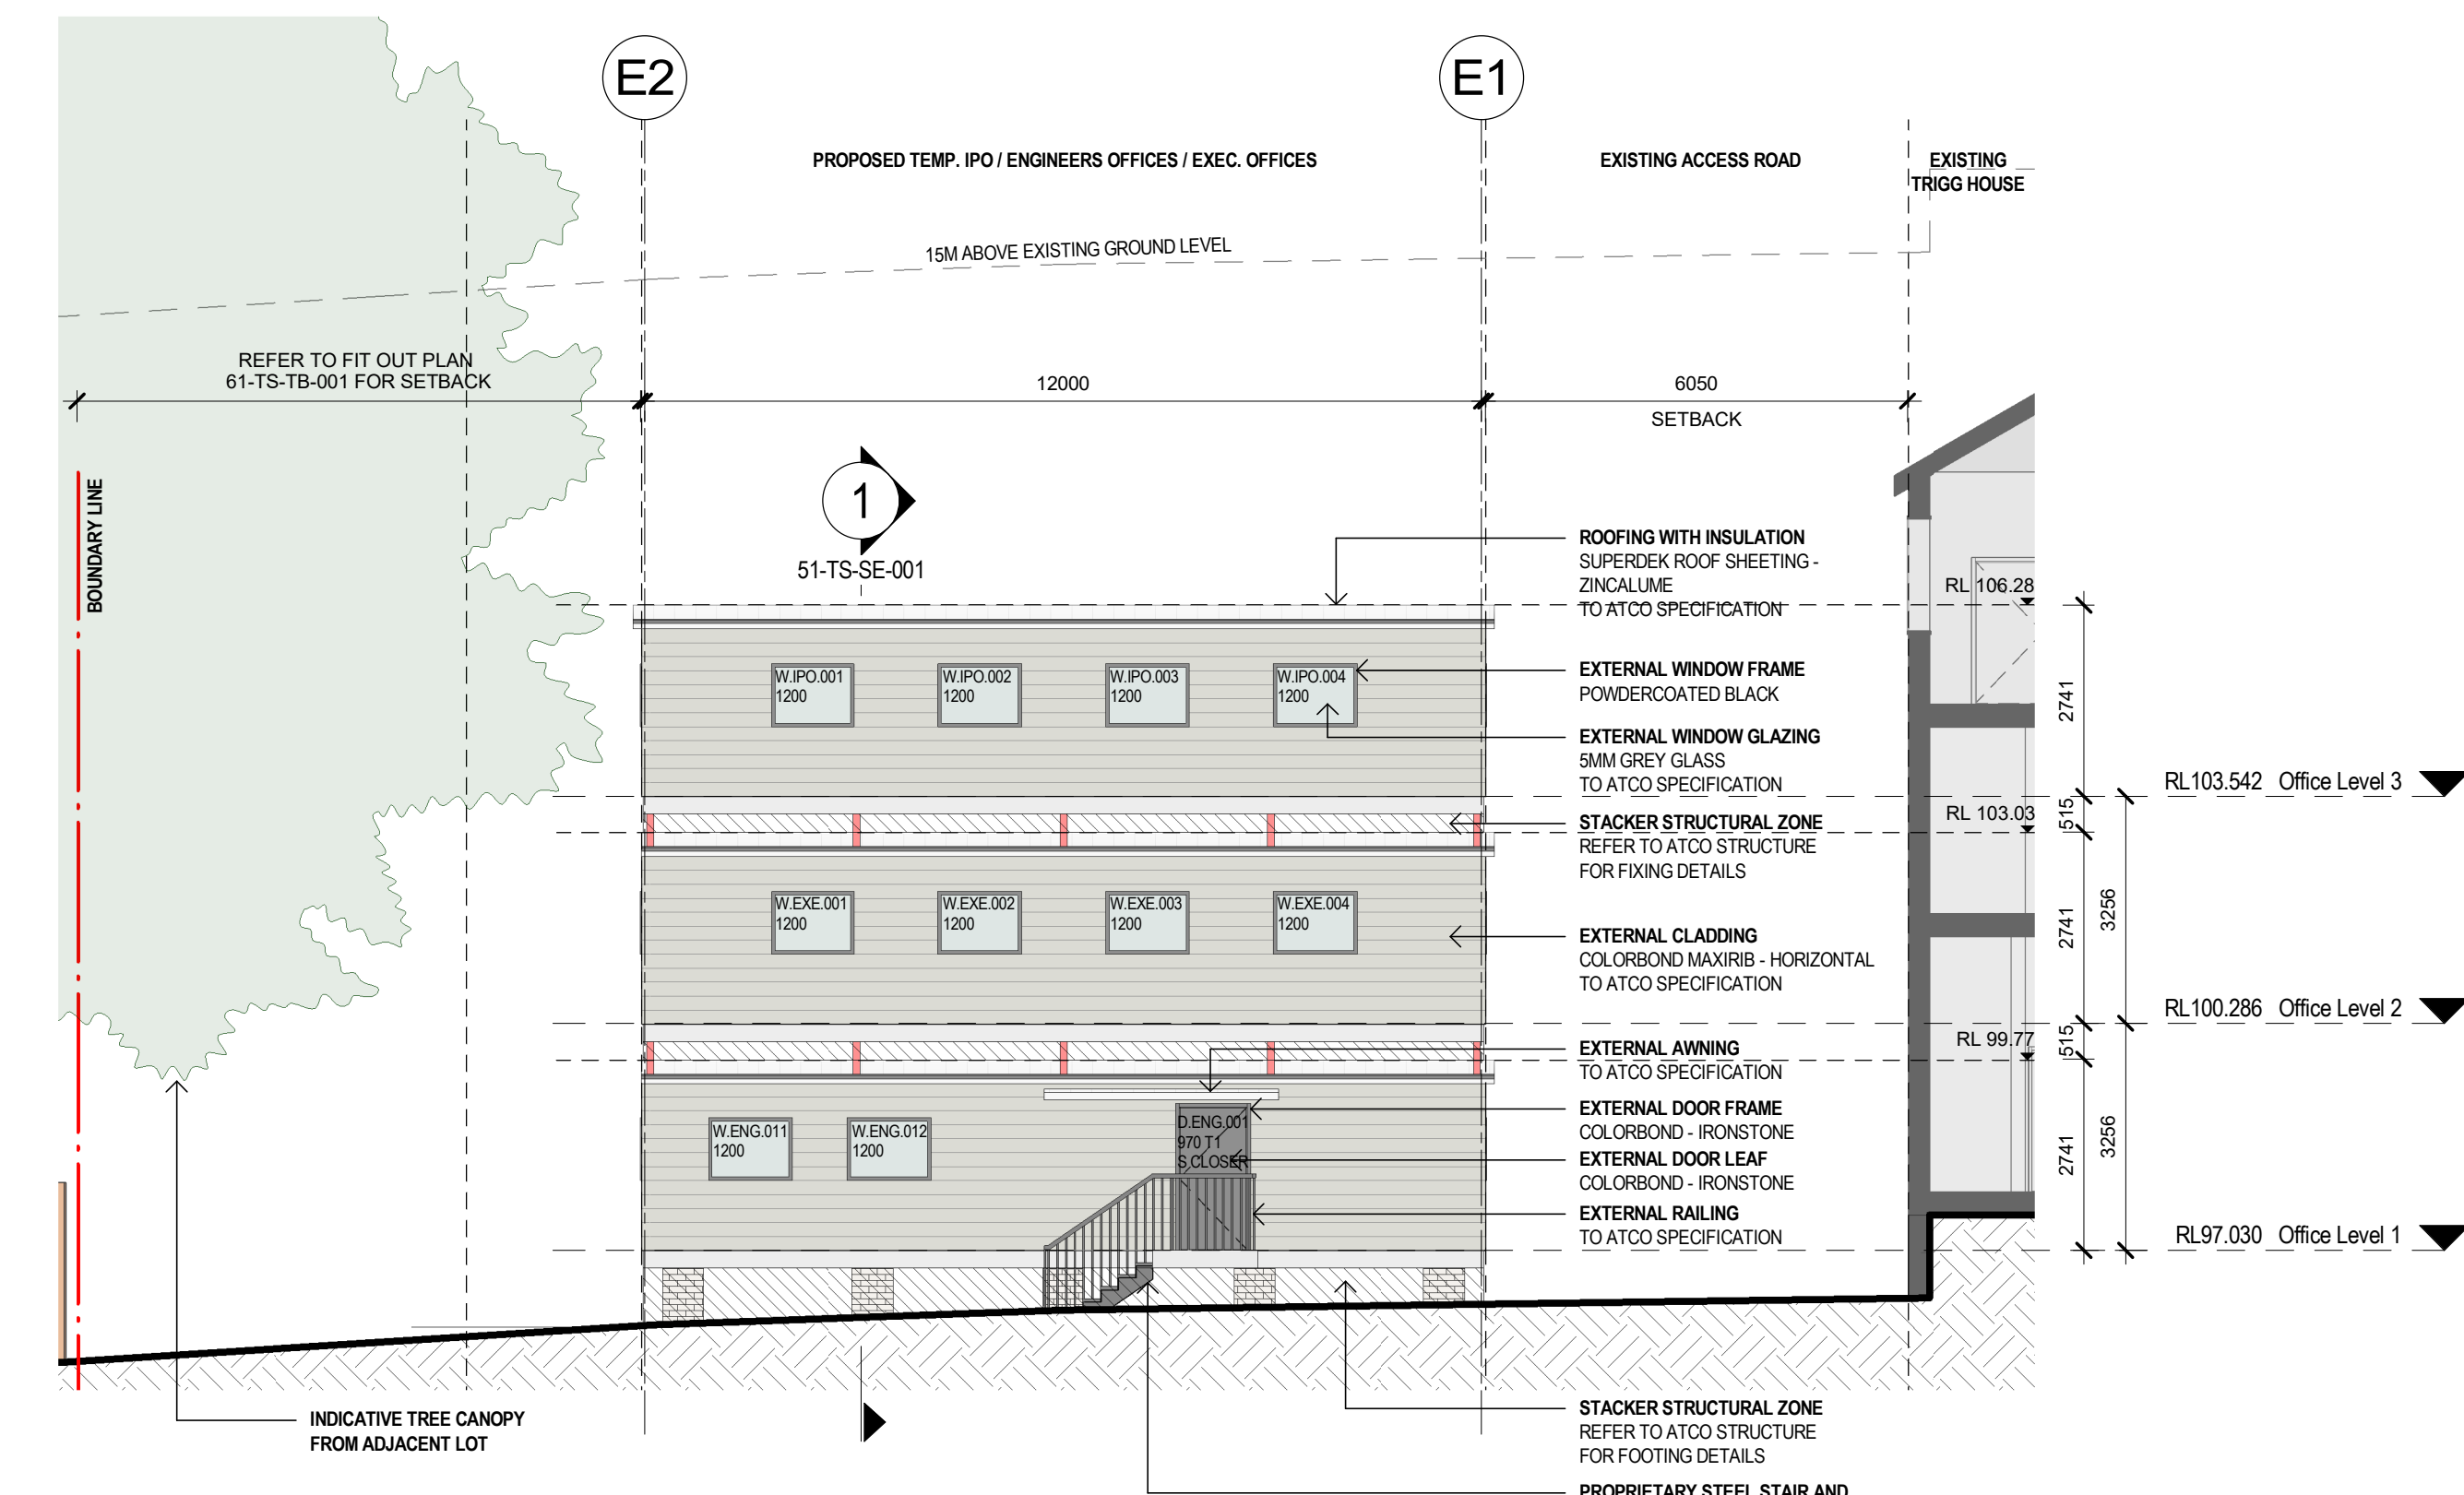 E2
E1
PROPOSED TEMP. IPO / ENGINEERS OFFICES / EXEC. OFFICES
EXISTING ACCESS ROAD
EXISTING
TRIGG HOUSE
15M ABOVE EXISTING GROUND LEVEL
REFER TO FIT OUT PLAN
61-TS-TB-001 FOR SETBACK
12000
6050
SETBACK
BOUNDARY LINE
1
51-TS-SE-001
ROOFING WITH INSULATION
SUPERDEK ROOF SHEETING -
ZINCALUME
TO ATCO SPECIFICATION
RL 106.28
W.IPO.001
1200
W.IPO.002
1200
W.IPO.003
1200
W.IPO.004
1200
EXTERNAL WINDOW FRAME
POWDERCOATED BLACK
2741
EXTERNAL WINDOW GLAZING
5MM GREY GLASS
TO ATCO SPECIFICATION
RL103.542 Office Level 3
RL 103.03
515
STACKER STRUCTURAL ZONE
REFER TO ATCO STRUCTURE
FOR FIXING DETAILS
W.EXE.001
1200
W.EXE.002
1200
W.EXE.003
1200
W.EXE.004
1200
2741
3256
EXTERNAL CLADDING
COLORBOND MAXIRIB - HORIZONTAL
TO ATCO SPECIFICATION
RL100.286 Office Level 2
RL 99.77
515
EXTERNAL AWNING
TO ATCO SPECIFICATION
W.ENG.011
1200
W.ENG.012
1200
D.ENG.001
970 T1
S.CLOSER
EXTERNAL DOOR FRAME
COLORBOND - IRONSTONE
EXTERNAL DOOR LEAF
COLORBOND - IRONSTONE
2741
3256
EXTERNAL RAILING
TO ATCO SPECIFICATION
RL97.030 Office Level 1
INDICATIVE TREE CANOPY
FROM ADJACENT LOT
STACKER STRUCTURAL ZONE
REFER TO ATCO STRUCTURE
FOR FOOTING DETAILS
PROPRIETARY STEEL STAIR AND